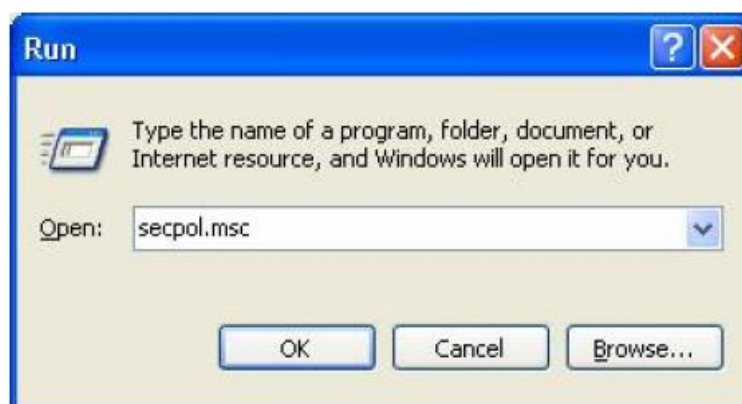 Run
Type the name of a program, folder, document, or
Internet resource, and Windows will open it for you.
Open: secpol.msc
OK Cancel Browse...